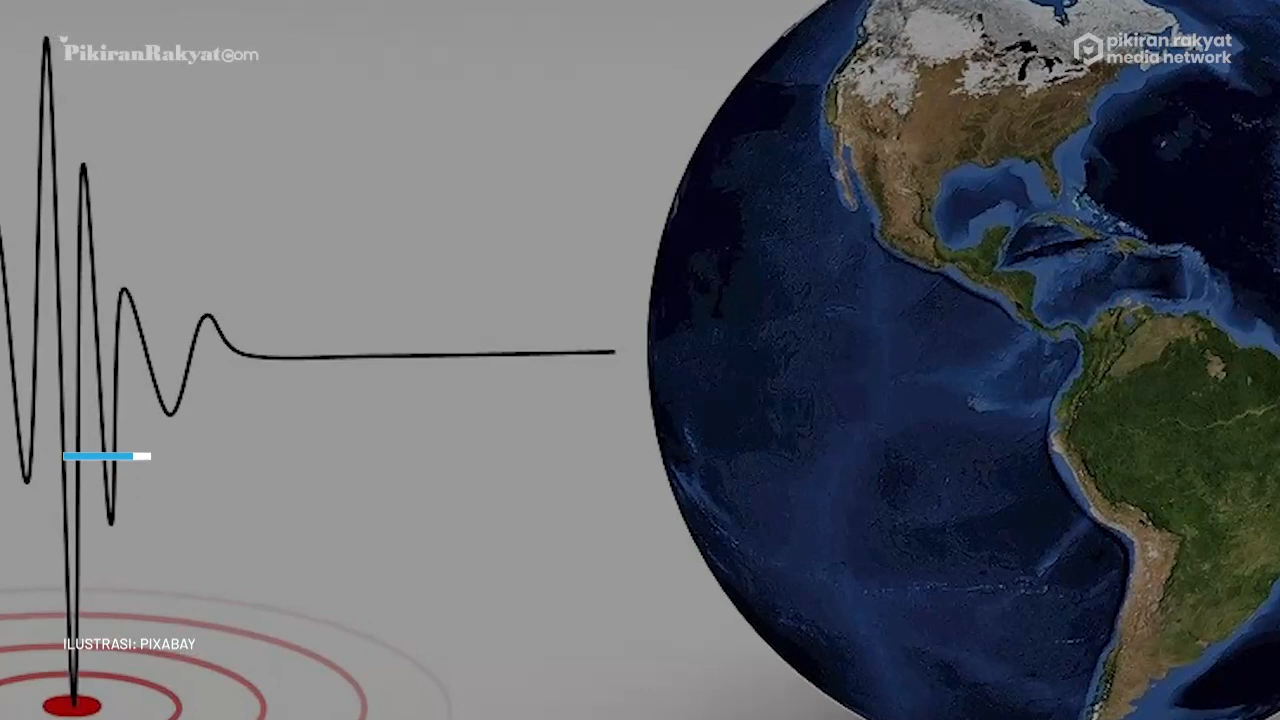 PikiranRakyat.com
pikiran rakyat
media network
ILUSTRASI: PIXABAY